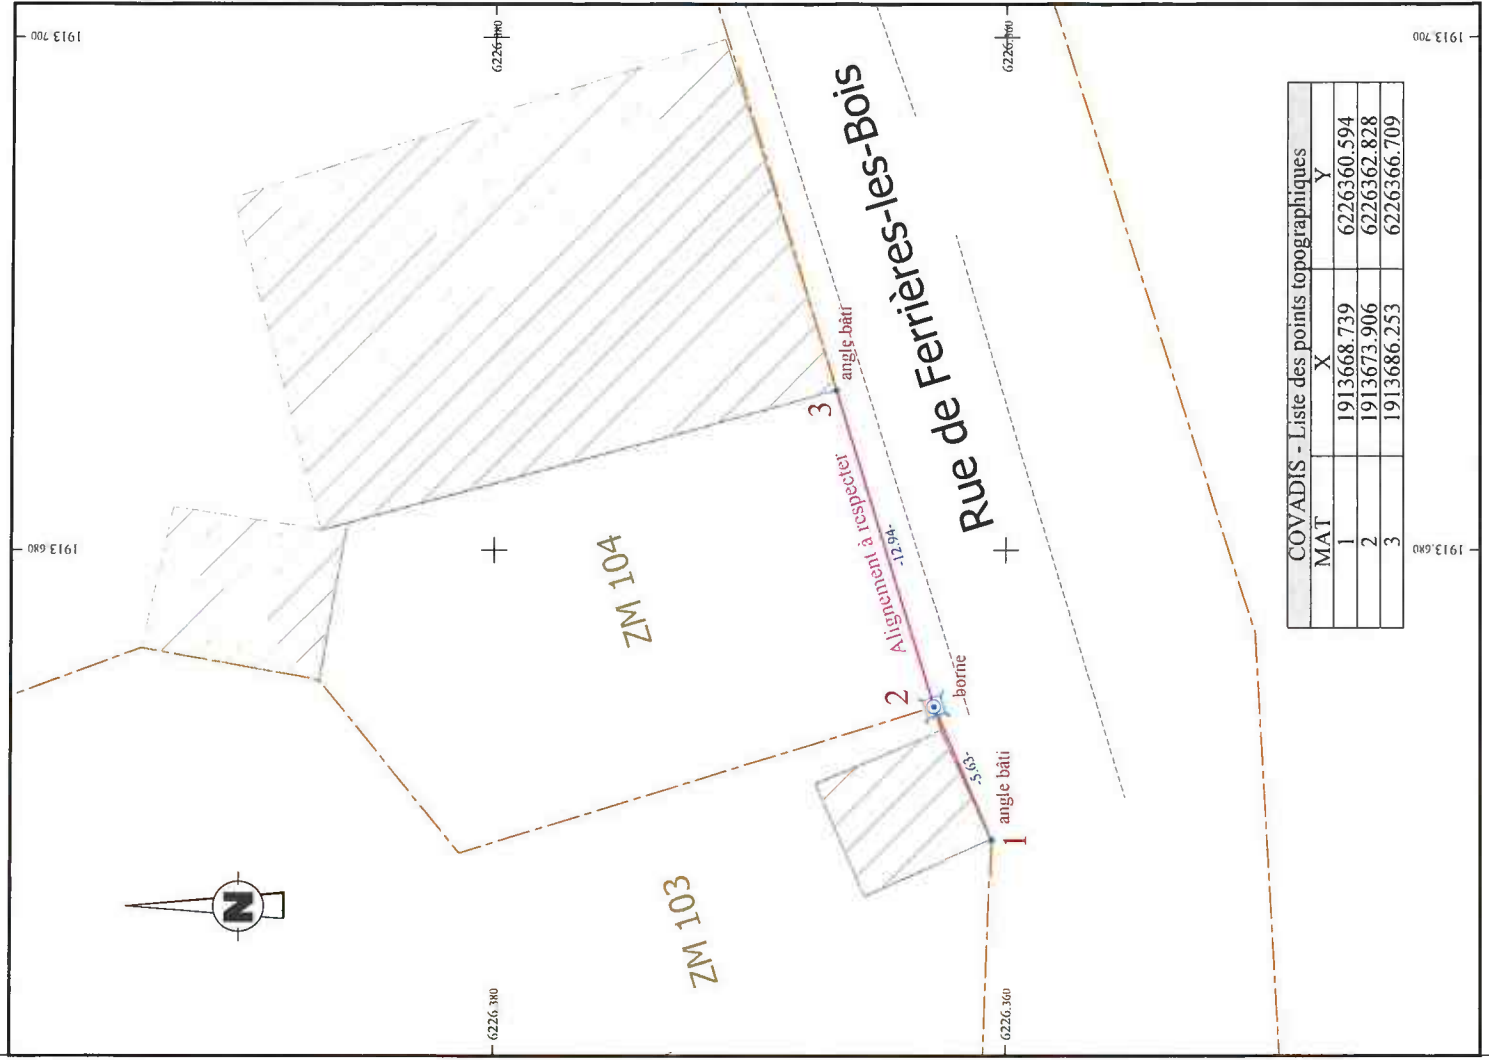 1913.700
6226.380
6226.360
1913.700
Rue de Ferrières-les-Bois
angle bâti
3
Alignement à respecter
-12.94-
ZM 104
1913.680
1913.680
2
borne
-5.63-
angle bâti
1
ZM 103
N
6226.380
6226.360
COVADIS - Liste des points topographiques
MAT X Y
1 1913668.739 6226360.594
2 1913673.906 6226362.828
3 1913686.253 6226366.709